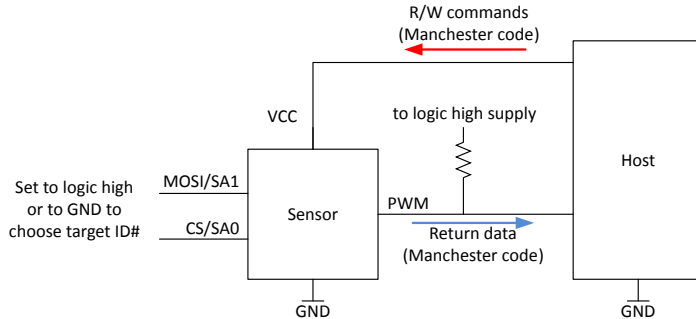 R/W commands
(Manchester code)
VCC
to logic high supply
Host
Set to logic high
or to GND to
choose target ID#
MOSI/SA1
CS/SA0
Sensor
PWM
Return data
(Manchester code)
GND
GND